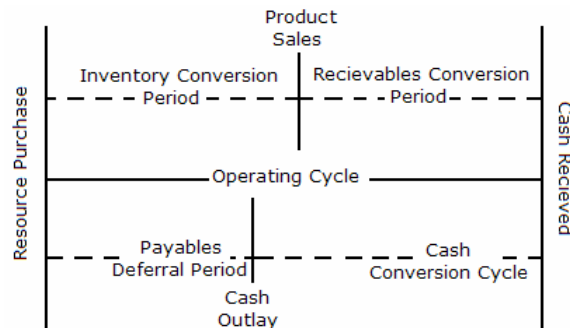 Product
Sales
Inventory Conversion
Period
Recievables Conversion
Period
Resource Purchase
Cash Recieved
Operating Cycle
Payables
Deferral Period
Cash
Conversion Cycle
Cash
Outlay